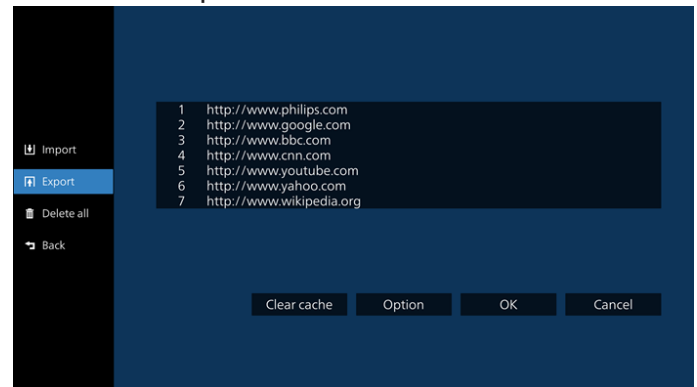 1 http://www.philips.com
2 http://www.google.com
3 http://www.bbc.com
4 http://www.cnn.com
5 http://www.youtube.com
6 http://www.yahoo.com
7 http://www.wikipedia.org
Import
Export
Delete all
Back
Clear cache Option OK Cancel